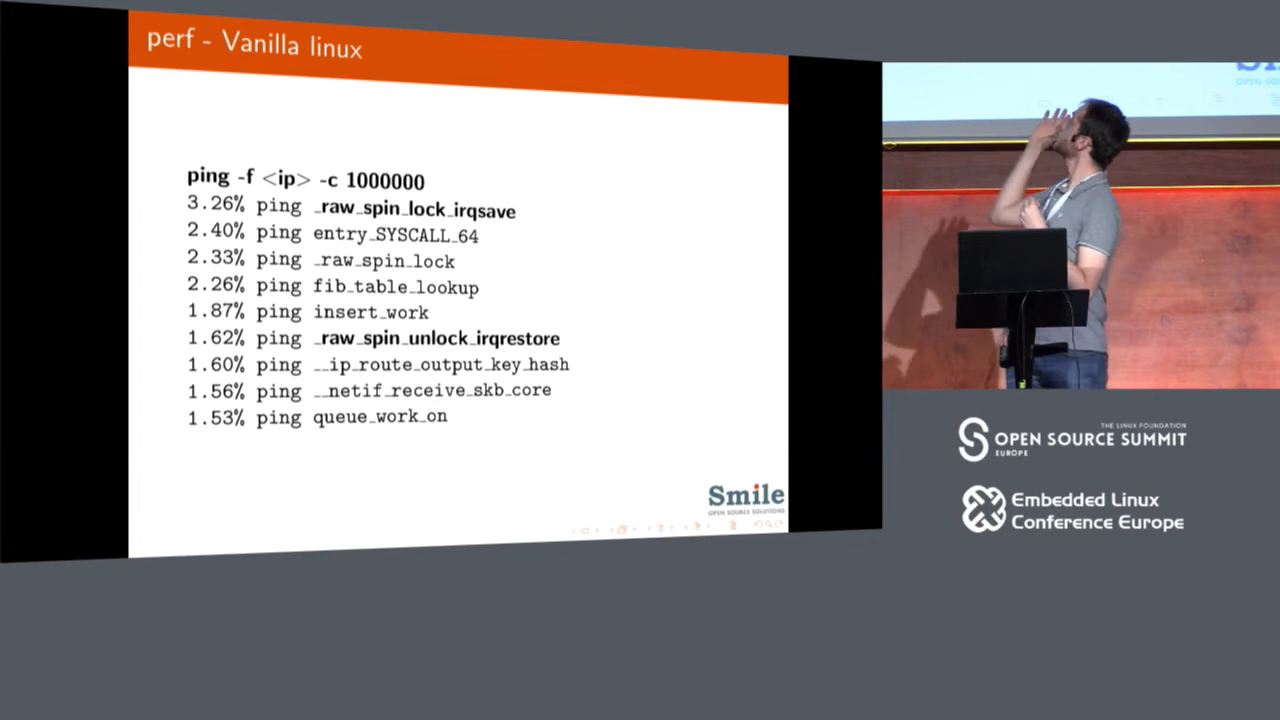 perf - Vanilla linux
ping -f <ip> -c 1000000
3.26% ping _raw_spin_lock_irqsave
2.40% ping entry_SYSCALL_64
2.33% ping _raw_spin_lock
2.26% ping fib_table_lookup
1.87% ping insert_work
1.62% ping _raw_spin_unlock_irqrestore
1.60% ping __ip_route_output_key_hash
1.56% ping __netif_receive_skb_core
1.53% ping queue_work_on
Smile
OPEN SOURCE SOLUTIONS
THE LINUX FOUNDATION
OPEN SOURCE SUMMIT
EUROPE
Embedded Linux
Conference Europe